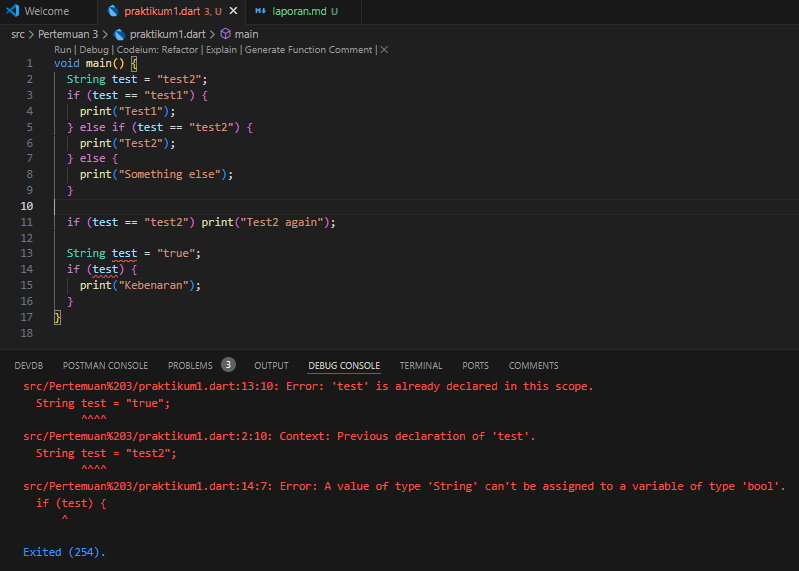 Welcome praktikum1.dart 3, U laporan.md U
src > Pertemuan 3 > praktikum1.dart > main
Run | Debug | Codeium: Refactor | Explain | Generate Function Comment | X
1 void main() {
2 String test = "test2";
3 if (test == "test1") {
4 print("Test1");
5 } else if (test == "test2") {
6 print("Test2");
7 } else {
8 print("Something else");
9 }
10
11 if (test == "test2") print("Test2 again");
12
13 String test = "true";
14 if (test) {
15 print("Kebenaran");
16 }
17 }
18
DEVDB POSTMAN CONSOLE PROBLEMS 3 OUTPUT DEBUG CONSOLE TERMINAL PORTS COMMENTS
src/Pertemuan%203/praktikum1.dart:13:10: Error: 'test' is already declared in this scope.
String test = "true";
^^^^
src/Pertemuan%203/praktikum1.dart:2:10: Context: Previous declaration of 'test'.
String test = "test2";
^^^^
src/Pertemuan%203/praktikum1.dart:14:7: Error: A value of type 'String' can't be assigned to a variable of type 'bool'.
if (test) {
^
Exited (254).